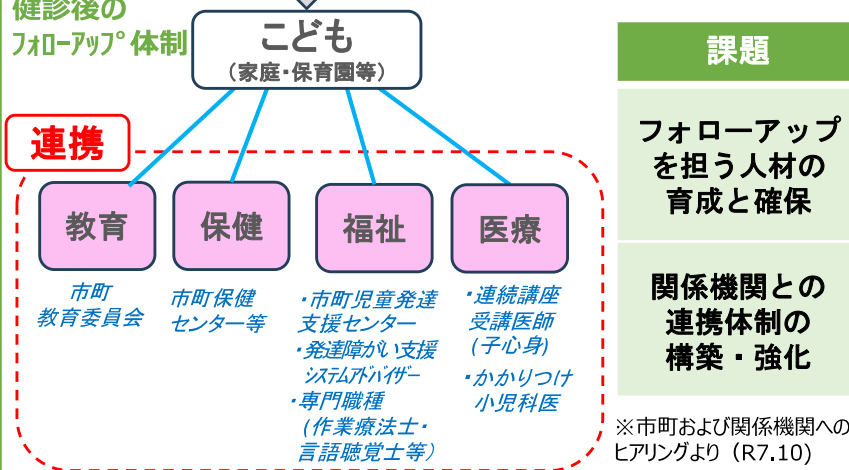 健診後の
ﾌｫﾛｰｱｯﾌﾟ体制
こども
（家庭・保育園等）
連携
教育
市町
教育委員会
保健
市町保健
センター等
福祉
・市町児童発達
支援センター
・発達障がい支援
ｼｽﾃﾑｱﾄﾞﾊﾞｲｻﾞｰ
・専門職種
(作業療法士・
言語聴覚士等）
医療
・連続講座
受講医師
(子心身)
・かかりつけ
小児科医
課題
フォローアップ
を担う人材の
育成と確保
関係機関との
連携体制の
構築・強化
※市町および関係機関への
ヒアリングより（R7.10)